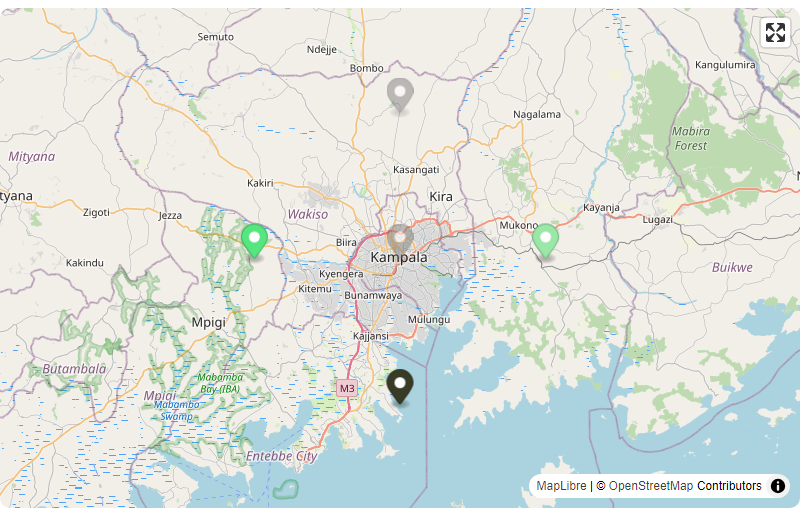 Semuto
Ndejje
Bombo
Kangulumira
Nagalama
Mabira
Forest
Mityana
Kasangati
Kakiri
Kira
tyana
Zigoti
Jezza
Wakiso
Kayanja
Lugazi
N
Mukono
Biira
Kampala
Kakindu
Kyengera
Buikwe
Kitemu
Bunamwaya
Mpigi
Mulungu
Kajjansi
Butambala
Mabamba
Bay (IBA)
M3
Mpigi
Mabamba
Swamp
Entebbe City
MapLibre | © OpenStreetMap Contributors